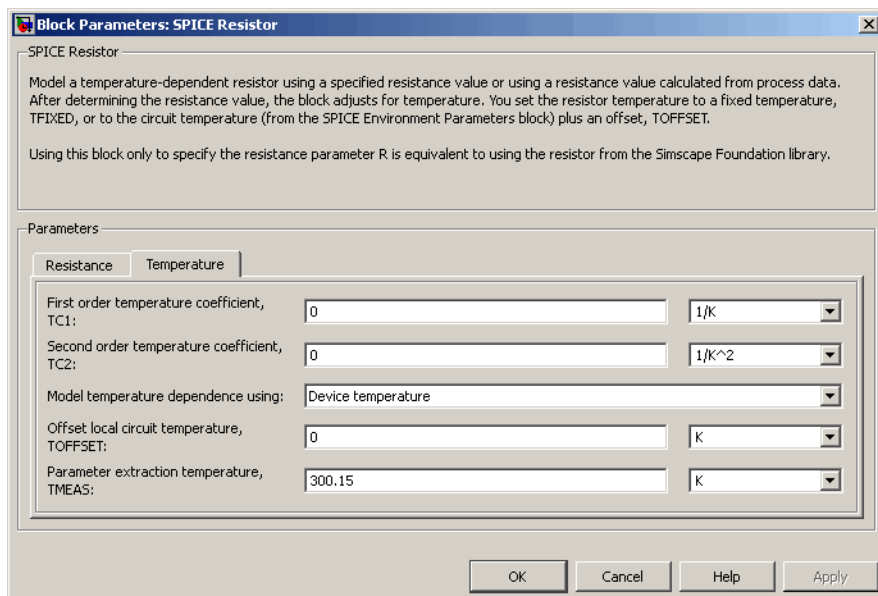 Block Parameters: SPICE Resistor
SPICE Resistor
Model a temperature-dependent resistor using a specified resistance value or using a resistance value calculated from process data.
After determining the resistance value, the block adjusts for temperature. You set the resistor temperature to a fixed temperature,
TFIXED, or to the circuit temperature (from the SPICE Environment Parameters block) plus an offset, TOFFSET.
Using this block only to specify the resistance parameter R is equivalent to using the resistor from the Simscape Foundation library.
Parameters
Resistance Temperature
First order temperature coefficient,
TC1: 0 1/K
Second order temperature coefficient,
TC2: 0 1/K^2
Model temperature dependence using: Device temperature
Offset local circuit temperature,
TOFFSET: 0 K
Parameter extraction temperature,
TMEAS: 300.15 K
OK Cancel Help Apply